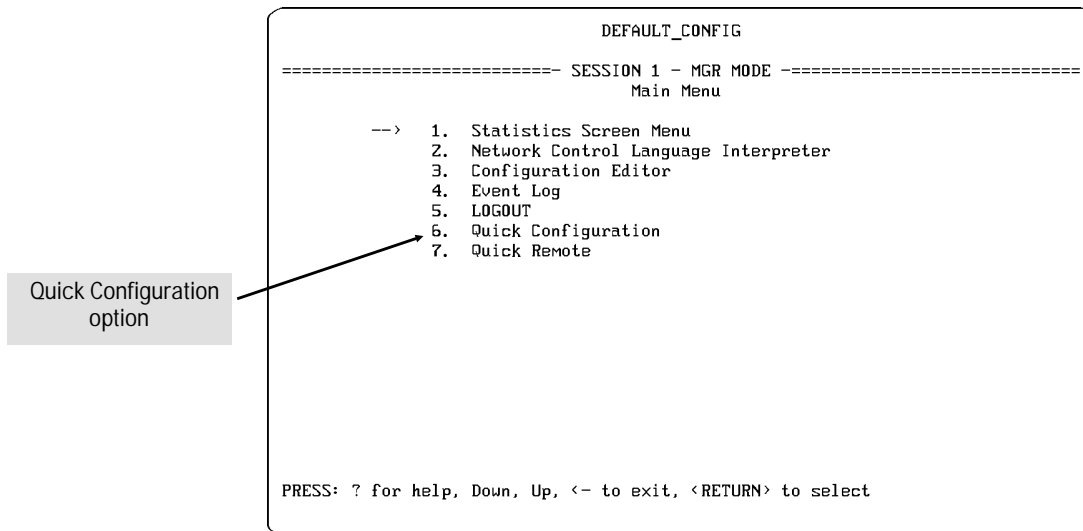 DEFAULT_CONFIG
===========================- SESSION 1 - MGR MODE -=============================
Main Menu
--> 1. Statistics Screen Menu
2. Network Control Language Interpreter
3. Configuration Editor
4. Event Log
5. LOGOUT
6. Quick Configuration
7. Quick Remote
Quick Configuration
option
PRESS: ? for help, Down, Up, <- to exit, <RETURN> to select